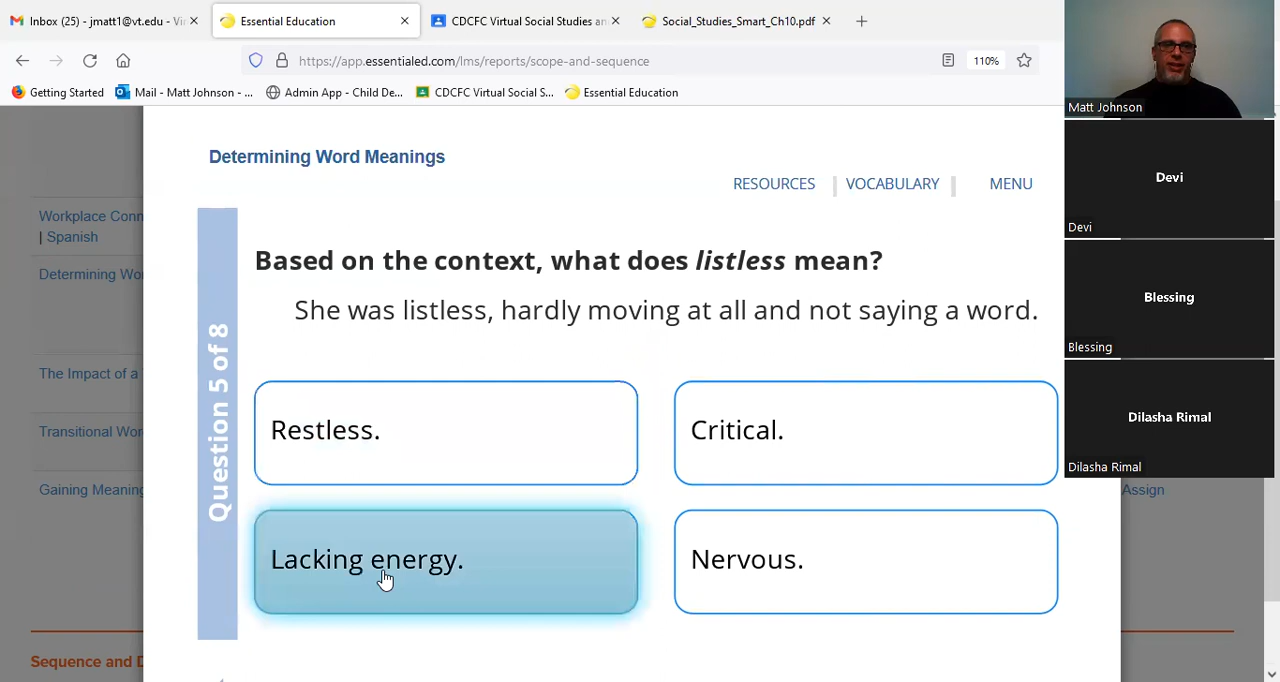 Inbox (25) - jmatt1@vt.edu - Vi
Essential Education
CDCFC Virtual Social Studies an
Social_Studies_Smart_Ch10.pdf
https://app.essentialed.com/lms/reports/scope-and-sequence
110%
Getting Started
Mail - Matt Johnson - ...
Admin App - Child De...
CDCFC Virtual Social S...
Essential Education
Matt Johnson
Determining Word Meanings
RESOURCES
VOCABULARY
MENU
Devi
Devi
Workplace Conn
| Spanish
Determining Wo
Based on the context, what does listless mean?
She was listless, hardly moving at all and not saying a word.
Blessing
Blessing
Question 5 of 8
The Impact of a
Transitional Wor
Gaining Meaning
Restless.
Critical.
Dilasha Rimal
Dilasha Rimal
Assign
Lacking energy.
Nervous.
Sequence and D